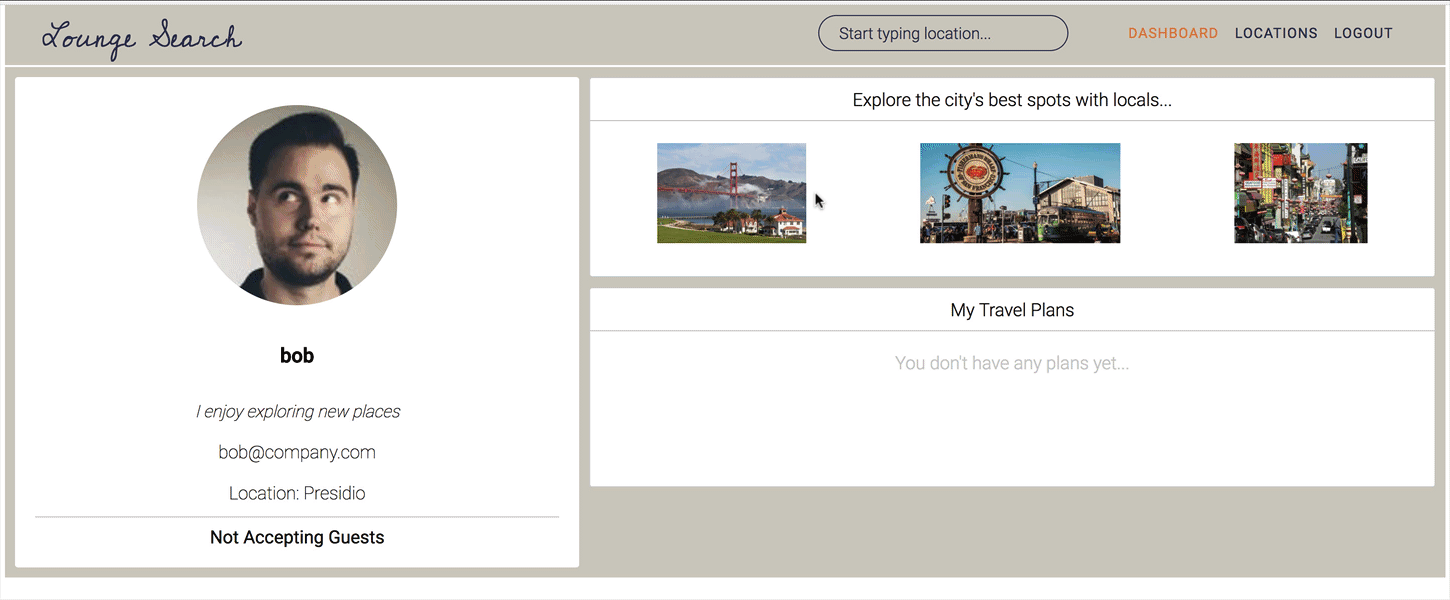 Lounge Search
Start typing location...
DASHBOARD
LOCATIONS
LOGOUT
bob
I enjoy exploring new places
bob@company.com
Location: Presidio
Not Accepting Guests
Explore the city's best spots with locals...
My Travel Plans
You don't have any plans yet...